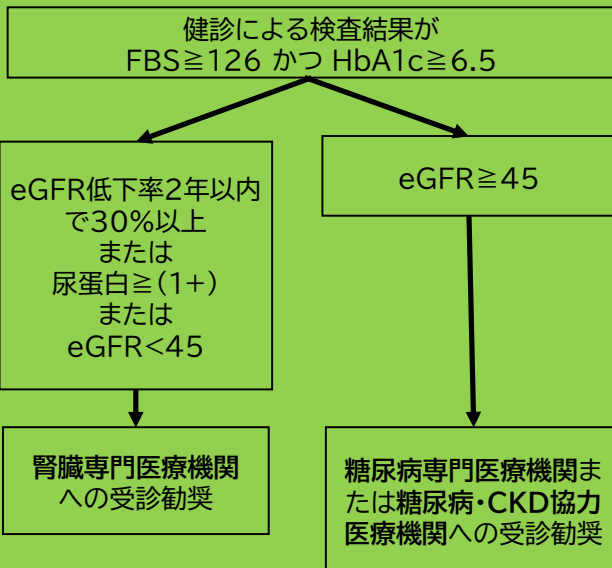 健診による検査結果が
FBS≧126 かつ HbA1c≧6.5
eGFR低下率2年以内
で30%以上
または
尿蛋白≧(1+)
または
eGFR<45
eGFR≧45
腎臓専門医療機関
への受診勧奨
糖尿病専門医療機関ま
たは糖尿病・CKD協力
医療機関への受診勧奨